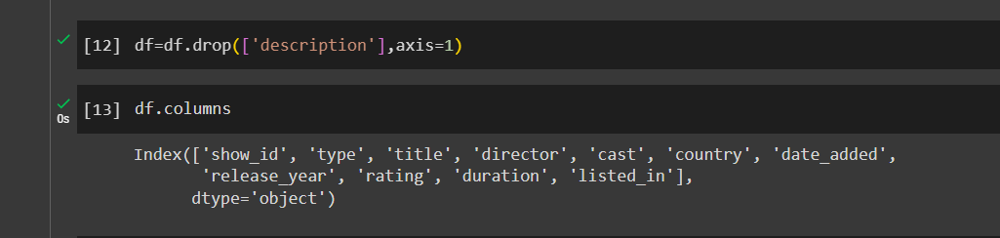 [12] df=df.drop(['description'],axis=1)
[13] df.columns
0s
Index(['show_id', 'type', 'title', 'director', 'cast', 'country', 'date_added',
'release_year', 'rating', 'duration', 'listed_in'],
dtype='object')